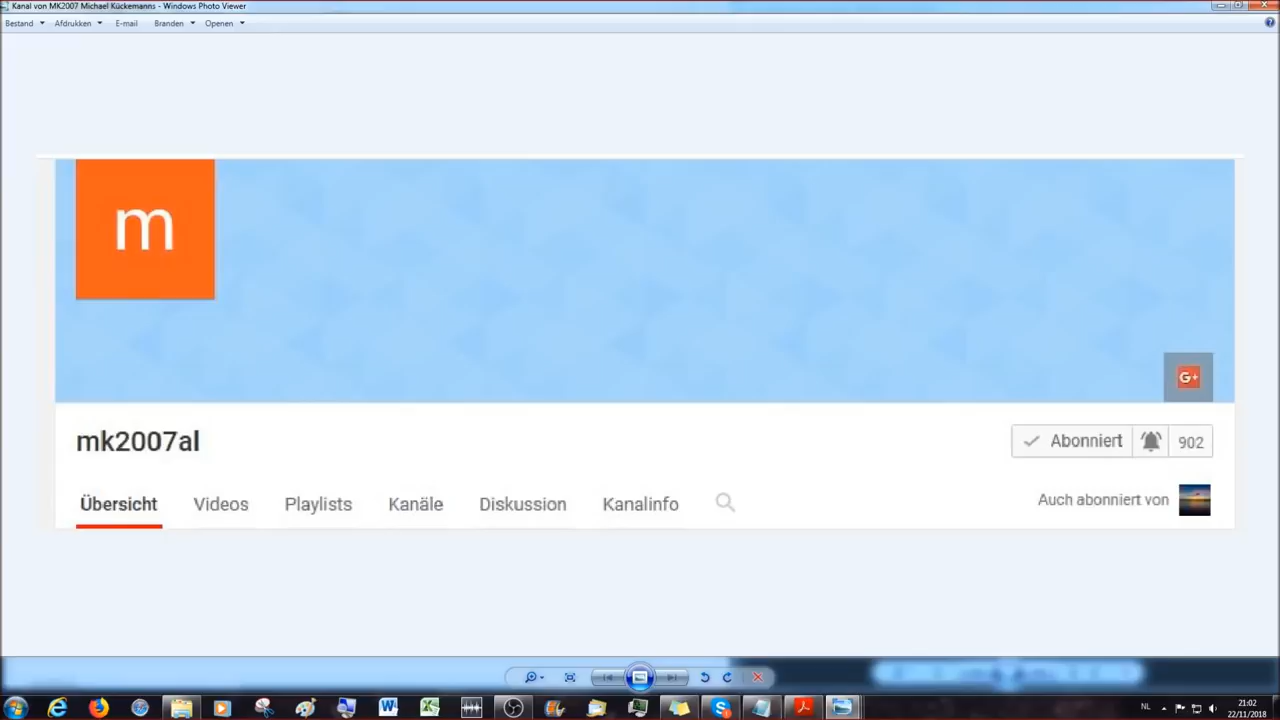 Kanal von MK2007 Michael Kückemanns - Windows Photo Viewer
Bestand Afdrukken E-mail Branden Openen
m
G+
mk2007al
Abonniert 902
Übersicht Videos Playlists Kanäle Diskussion Kanalinfo
Auch abonniert von
NL 21:02
22/11/2018